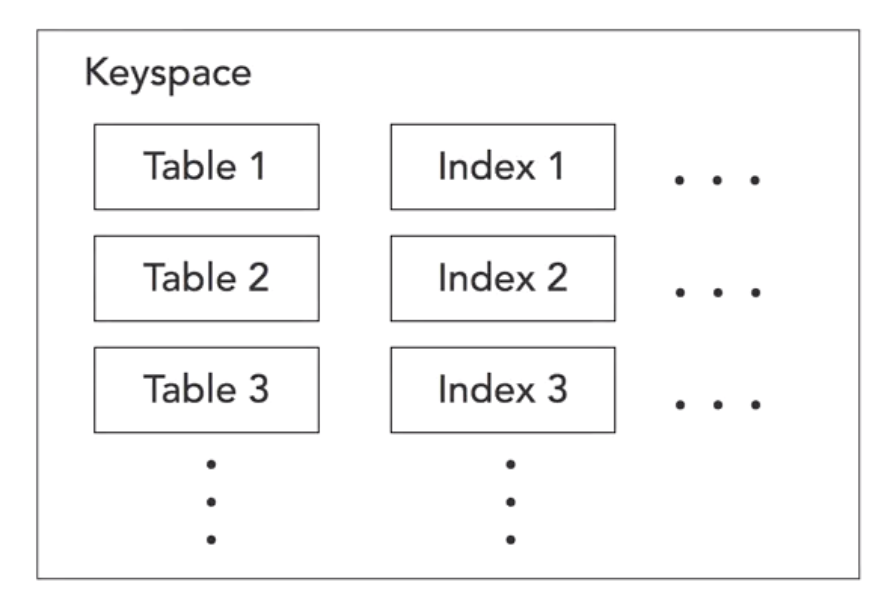 Keyspace
Table 1 Index 1 . . .
Table 2 Index 2 . . .
Table 3 Index 3 . . .